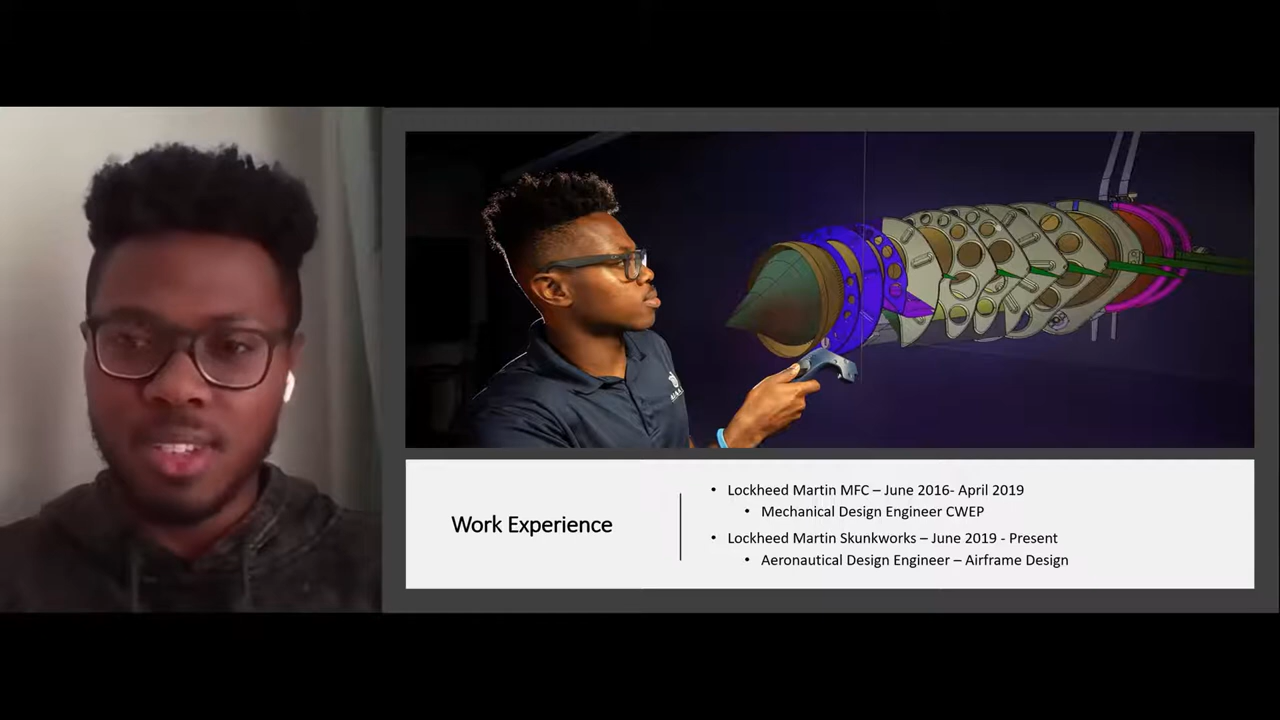 Work Experience
• Lockheed Martin MFC – June 2016- April 2019
• Mechanical Design Engineer CWEP
• Lockheed Martin Skunkworks – June 2019 - Present
• Aeronautical Design Engineer – Airframe Design